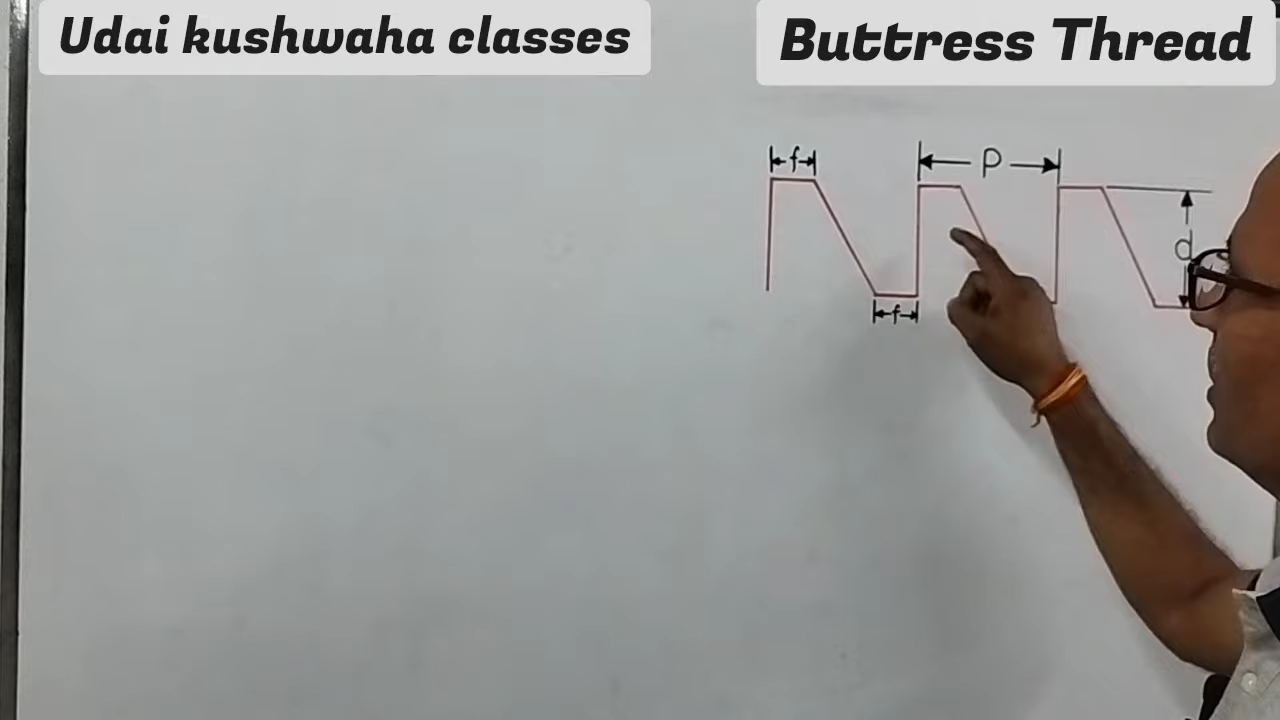 Udai kushwaha classes
Buttress Thread
f
P
d
f